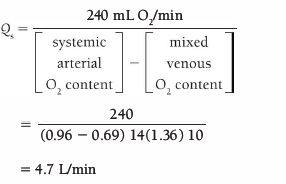 Qs = 240 mL O2/min
[systemic arterial O2 content] − [mixed venous O2 content]
= 240
(0.96 − 0.69) 14(1.36) 10
= 4.7 L/min